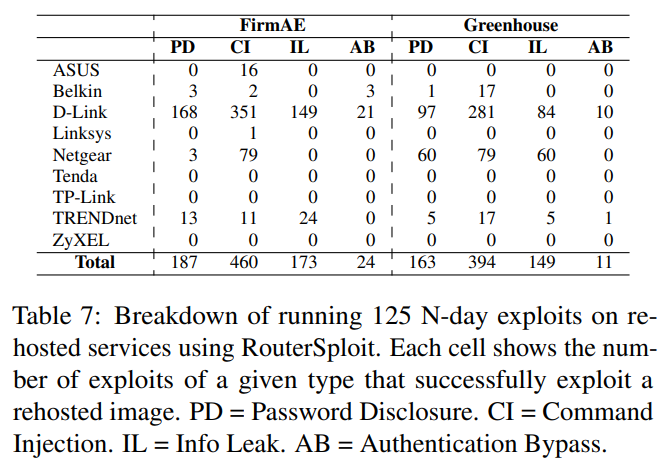 FirmAE Greenhouse
PD CI IL AB PD CI IL AB
ASUS 0 16 0 0 0 0 0 0
Belkin 3 2 0 3 1 17 0 0
D-Link 168 351 149 21 97 281 84 10
Linksys 0 1 0 0 0 0 0 0
Netgear 3 79 0 0 60 79 60 0
Tenda 0 0 0 0 0 0 0 0
TP-Link 0 0 0 0 0 0 0 0
TRENDnet 13 11 24 0 5 17 5 1
ZyXEL 0 0 0 0 0 0 0 0
Total 187 460 173 24 163 394 149 11
Table 7: Breakdown of running 125 N-day exploits on re-
hosted services using RouterSploit. Each cell shows the num-
ber of exploits of a given type that successfully exploit a
rehosted image. PD = Password Disclosure. CI = Command
Injection. IL = Info Leak. AB = Authentication Bypass.